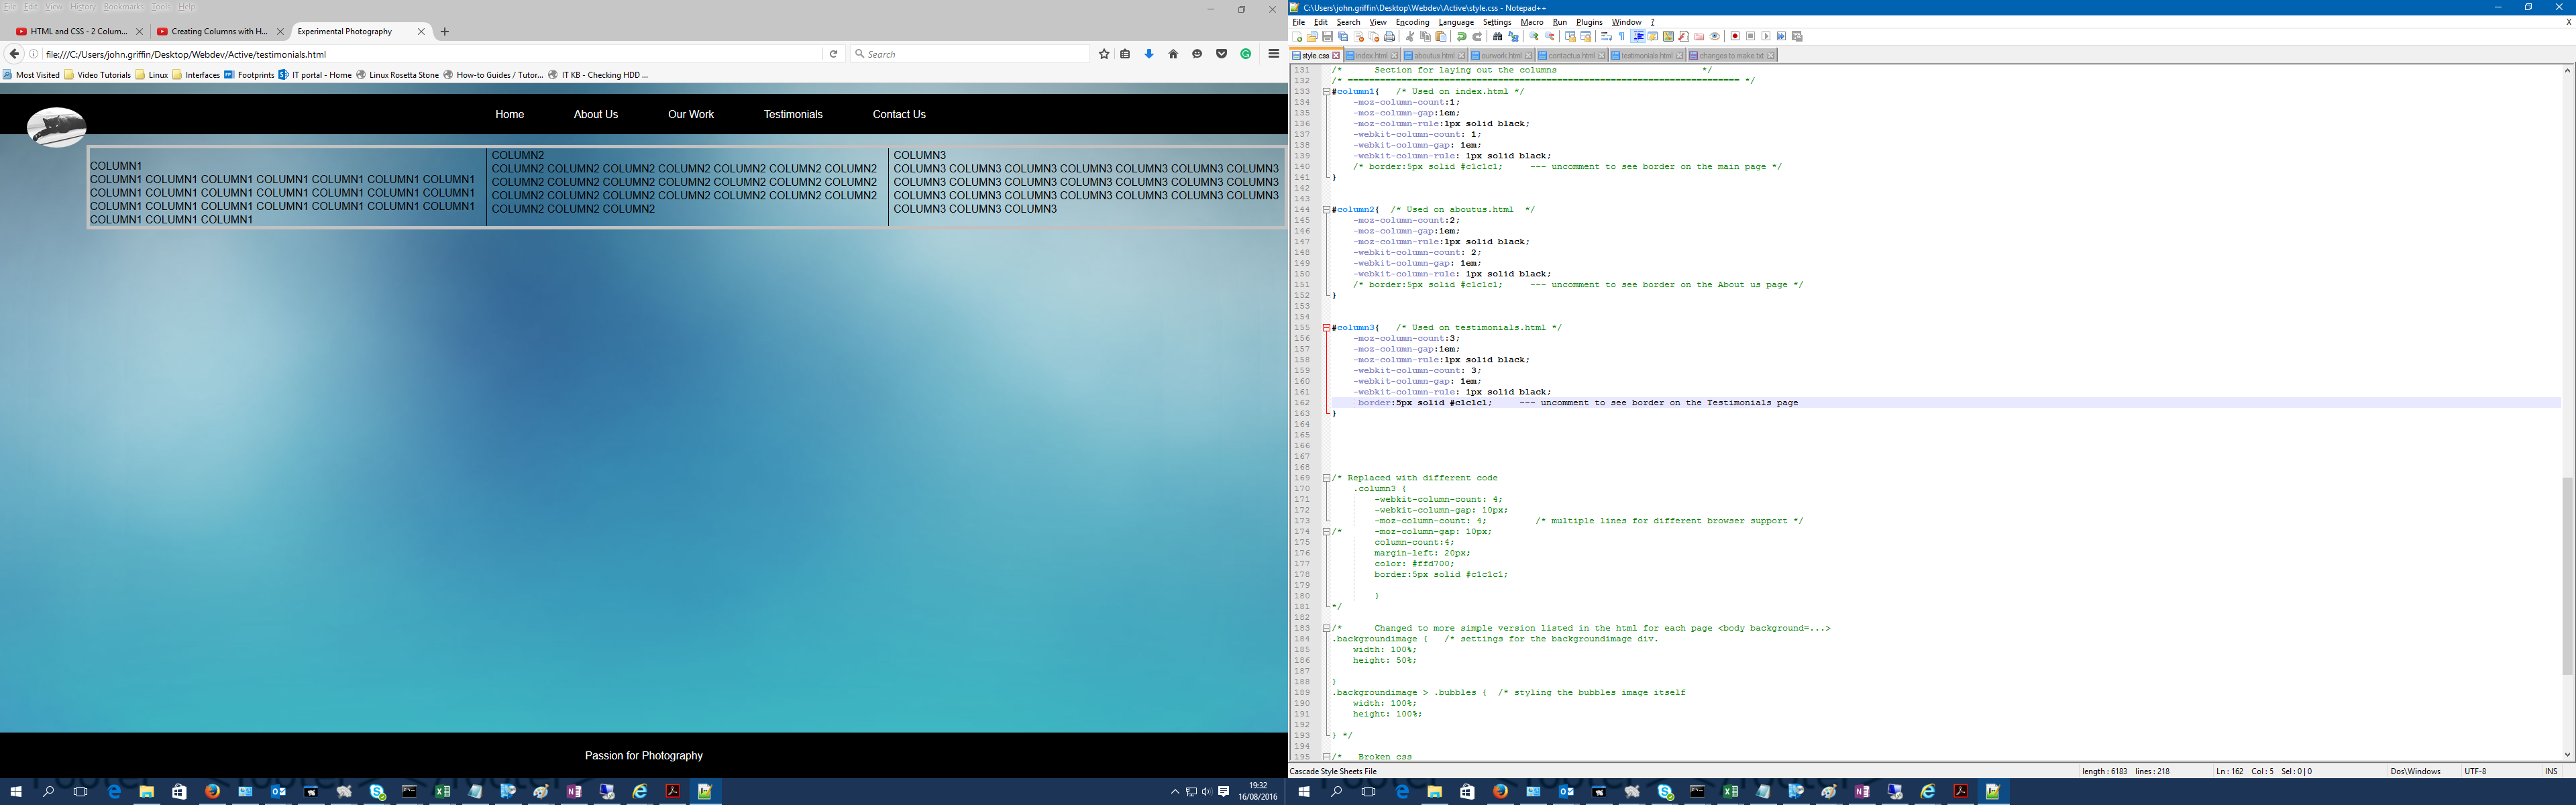 File Edit View History Bookmarks Tools Help
HTML and CSS - 2 Colum...
Creating Columns with H...
Experimental Photography
file:///C:/Users/john.griffin/Desktop/Webdev/Active/testimonials.html
Search
Most Visited Video Tutorials Linux Interfaces Footprints IT portal - Home Linux Rosetta Stone How-to Guides / Tutor... IT KB - Checking HDD ...
Home About Us Our Work Testimonials Contact Us
COLUMN1
COLUMN1 COLUMN1 COLUMN1 COLUMN1 COLUMN1 COLUMN1 COLUMN1
COLUMN1 COLUMN1 COLUMN1 COLUMN1 COLUMN1 COLUMN1 COLUMN1
COLUMN1 COLUMN1 COLUMN1 COLUMN1 COLUMN1 COLUMN1 COLUMN1
COLUMN1 COLUMN1 COLUMN1
COLUMN2
COLUMN2 COLUMN2 COLUMN2 COLUMN2 COLUMN2 COLUMN2 COLUMN2
COLUMN2 COLUMN2 COLUMN2 COLUMN2 COLUMN2 COLUMN2 COLUMN2
COLUMN2 COLUMN2 COLUMN2 COLUMN2 COLUMN2 COLUMN2 COLUMN2
COLUMN2 COLUMN2 COLUMN2
COLUMN3
COLUMN3 COLUMN3 COLUMN3 COLUMN3 COLUMN3 COLUMN3 COLUMN3
COLUMN3 COLUMN3 COLUMN3 COLUMN3 COLUMN3 COLUMN3 COLUMN3
COLUMN3 COLUMN3 COLUMN3 COLUMN3 COLUMN3 COLUMN3 COLUMN3
COLUMN3 COLUMN3 COLUMN3
Passion for Photography
19:32
16/08/2016
C:\Users\john.griffin\Desktop\Webdev\Active\style.css - Notepad++
File Edit Search View Encoding Language Settings Macro Run Plugins Window ? X
style.css index.html aboutus.html ourwork.html contactus.html testimonials.html changes to make.txt
131 /* Section for laying out the columns */
132 /* ========================================================================= */
133 #column1{ /* Used on index.html */
134 -moz-column-count:1;
135 -moz-column-gap:1em;
136 -moz-column-rule:1px solid black;
137 -webkit-column-count: 1;
138 -webkit-column-gap: 1em;
139 -webkit-column-rule: 1px solid black;
140 /* border:5px solid #c1c1c1; --- uncomment to see border on the main page */
141 }
142
143
144 #column2{ /* Used on aboutus.html */
145 -moz-column-count:2;
146 -moz-column-gap:1em;
147 -moz-column-rule:1px solid black;
148 -webkit-column-count: 2;
149 -webkit-column-gap: 1em;
150 -webkit-column-rule: 1px solid black;
151 /* border:5px solid #c1c1c1; --- uncomment to see border on the About us page */
152 }
153
154
155 #column3{ /* Used on testimonials.html */
156 -moz-column-count:3;
157 -moz-column-gap:1em;
158 -moz-column-rule:1px solid black;
159 -webkit-column-count: 3;
160 -webkit-column-gap: 1em;
161 -webkit-column-rule: 1px solid black;
162 border:5px solid #c1c1c1; --- uncomment to see border on the Testimonials page
163 }
164
165
166
167
168
169 /* Replaced with different code
170 .column3 {
171 -webkit-column-count: 4;
172 -webkit-column-gap: 10px;
173 -moz-column-count: 4; /* multiple lines for different browser support */
174 /* -moz-column-gap: 10px;
175 column-count:4;
176 margin-left: 20px;
177 color: #ffd700;
178 border:5px solid #c1c1c1;
179
180 }
181 */
182
183 /* Changed to more simple version listed in the html for each page <body background=...>
184 .backgroundimage { /* settings for the backgroundimage div.
185 width: 100%;
186 height: 50%;
187
188 }
189 .backgroundimage > .bubbles { /* styling the bubbles image itself
190 width: 100%;
191 height: 100%;
192
193 } */
194
195 /* Broken css
Cascade Style Sheets File length : 6183 lines : 218 Ln : 162 Col : 5 Sel : 0 | 0 Dos\Windows UTF-8 INS